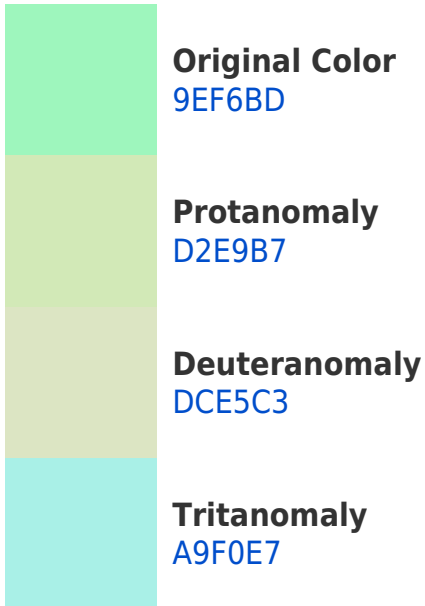 Original Color
9EF6BD
Protanomaly
D2E9B7
Deuteranomaly
DCE5C3
Tritanomaly
A9F0E7